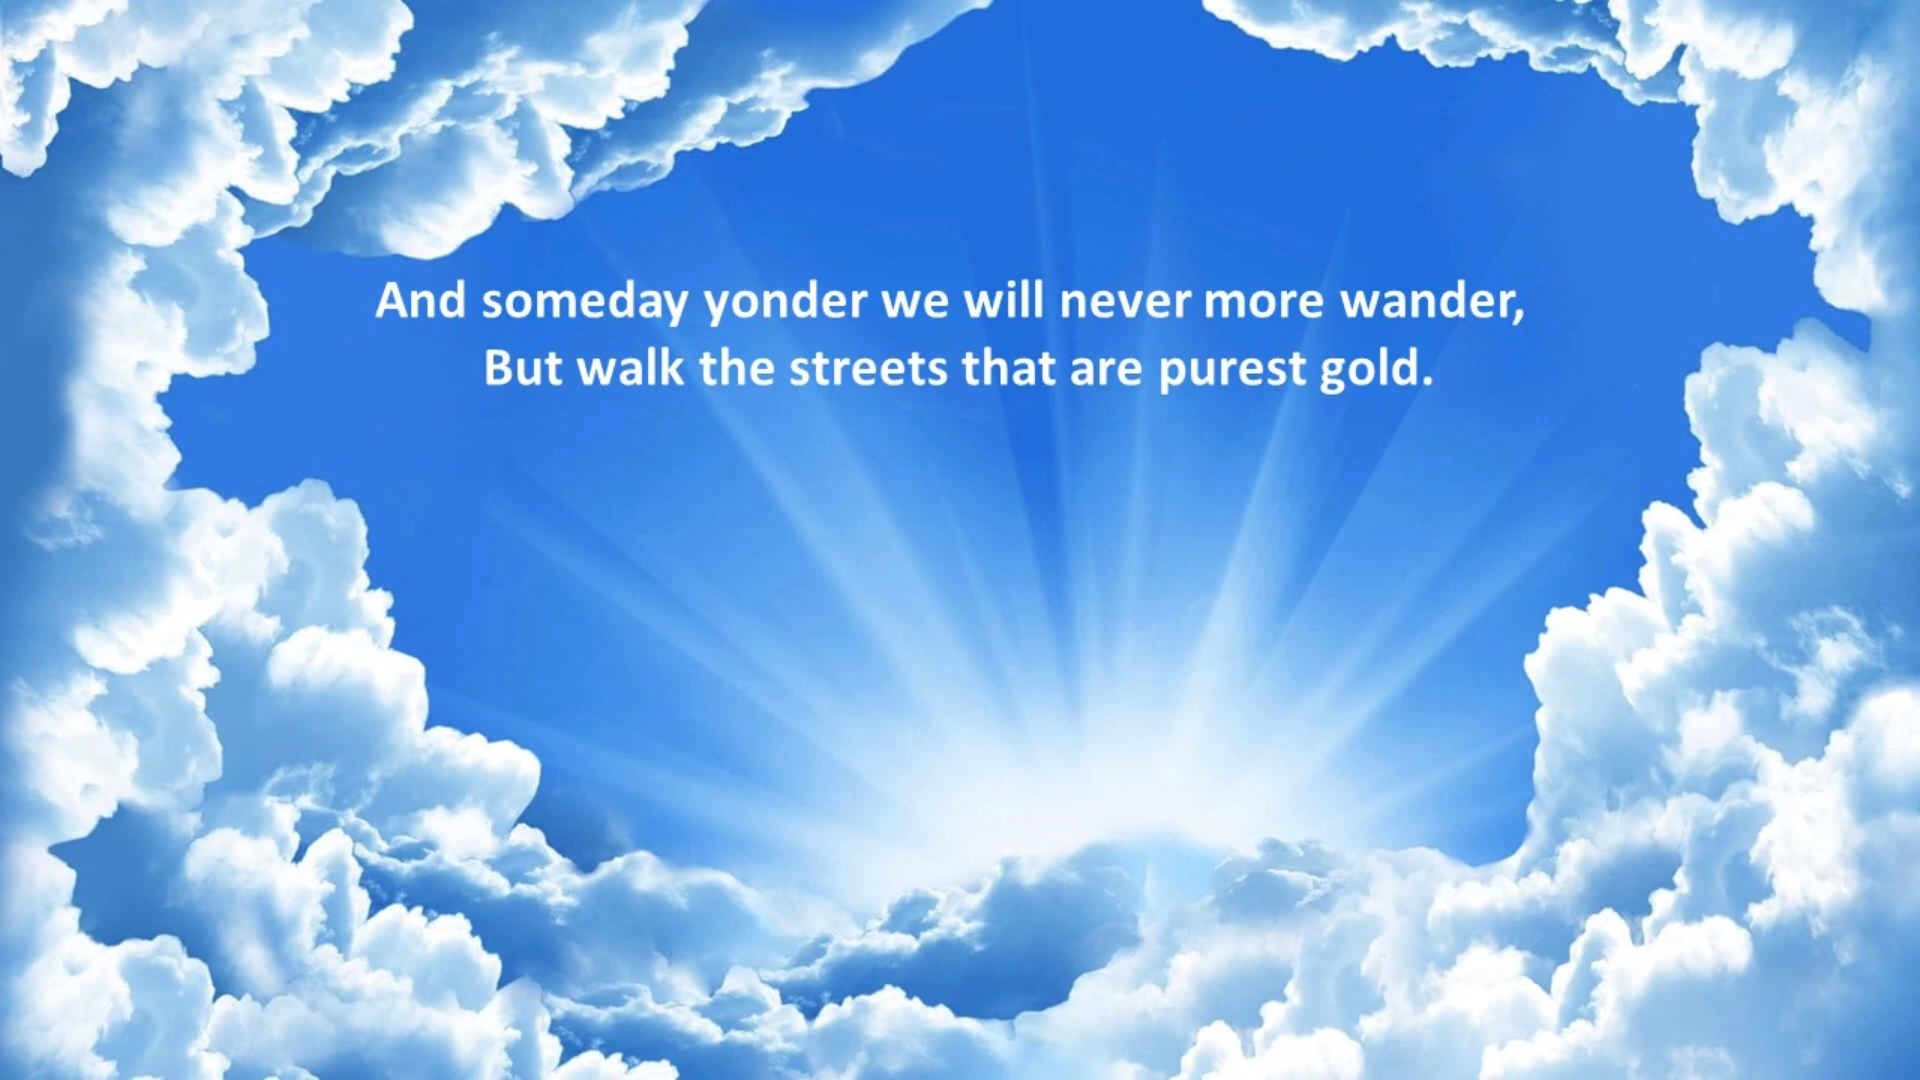 And someday yonder we will never more wander,
But walk the streets that are purest gold.